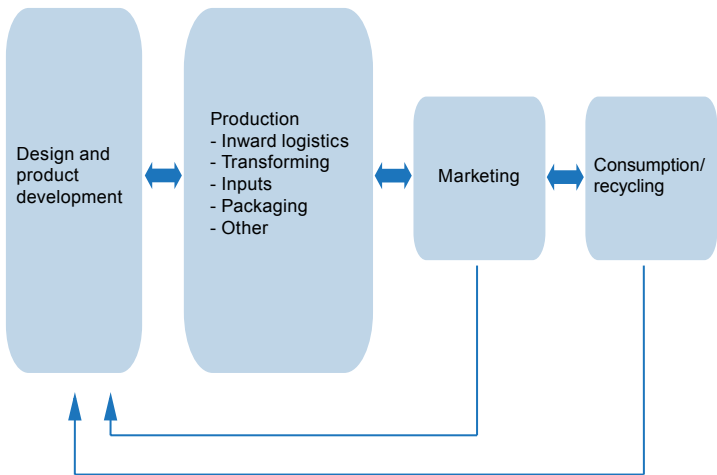 Design and
product
development
Production
- Inward logistics
- Transforming
- Inputs
- Packaging
- Other
Marketing
Consumption/
recycling